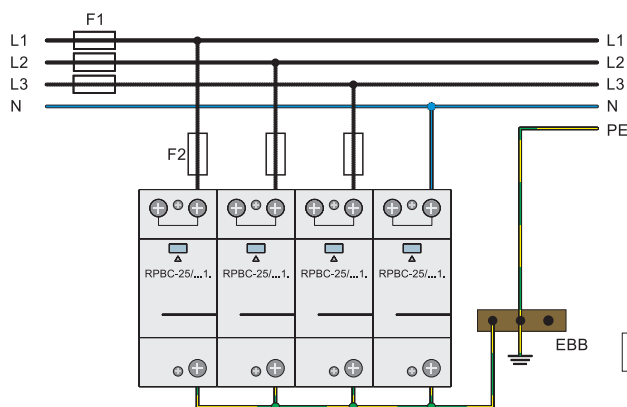 F1
L1 L1
L2 L2
L3 L3
N N
PE
F2
RPBC-25/...1. RPBC-25/...1. RPBC-25/...1. RPBC-25/...1.
EBB